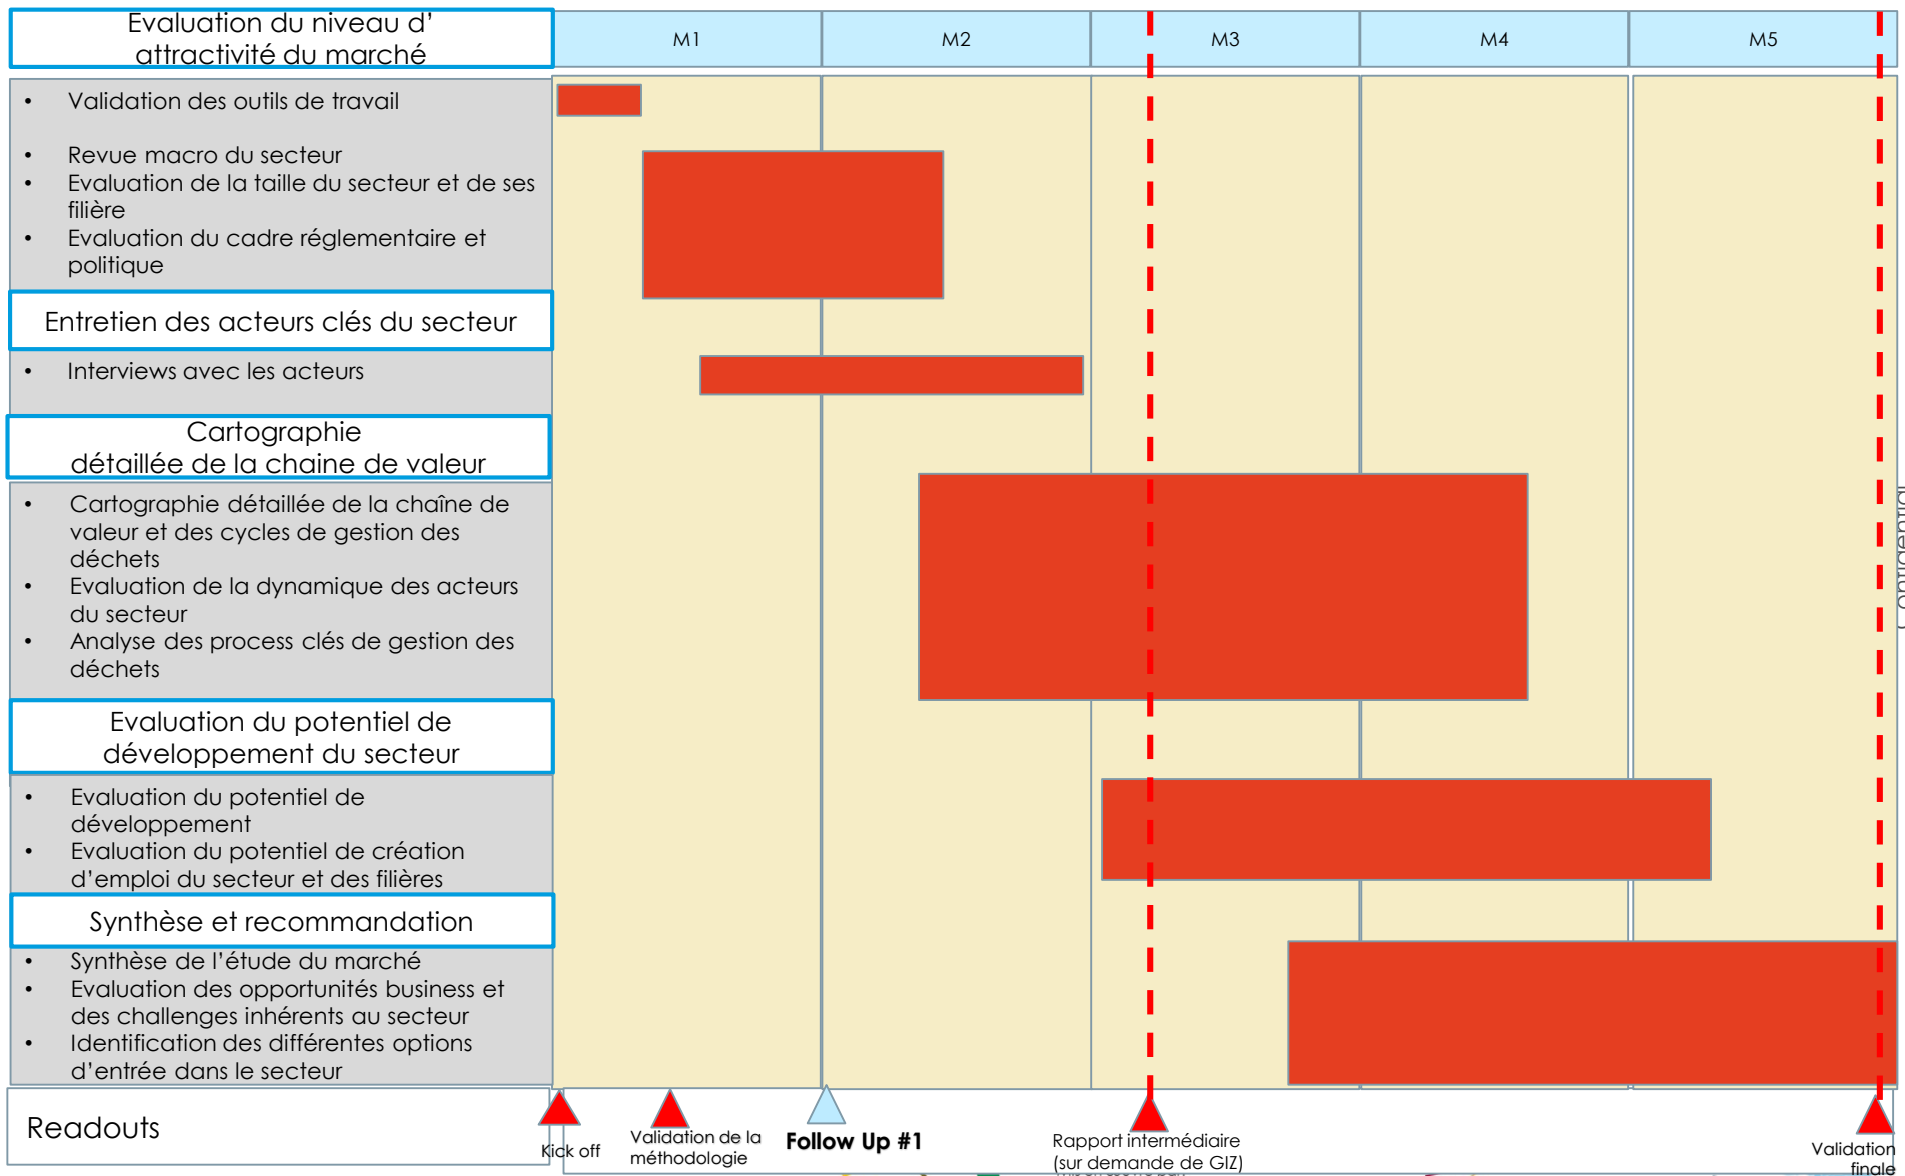 Evaluation du niveau d'
attractivité du marché
M1
M2
M3
M4
M5
• Validation des outils de travail
• Revue macro du secteur
• Evaluation de la taille du secteur et de ses
filière
• Evaluation du cadre réglementaire et
politique
Entretien des acteurs clés du secteur
• Interviews avec les acteurs
Cartographie
détaillée de la chaine de valeur
• Cartographie détaillée de la chaîne de
valeur et des cycles de gestion des
déchets
• Evaluation de la dynamique des acteurs
du secteur
• Analyse des process clés de gestion des
déchets
Evaluation du potentiel de
développement du secteur
• Evaluation du potentiel de
développement
• Evaluation du potentiel de création
d'emploi du secteur et des filières
Synthèse et recommandation
• Synthèse de l'étude du marché
• Evaluation des opportunités business et
des challenges inhérents au secteur
• Identification des différentes options
d'entrée dans le secteur
Readouts
Kick off
Validation de la
méthodologie
Follow Up #1
Rapport intermédiaire
(sur demande de GIZ)
Validation
finale